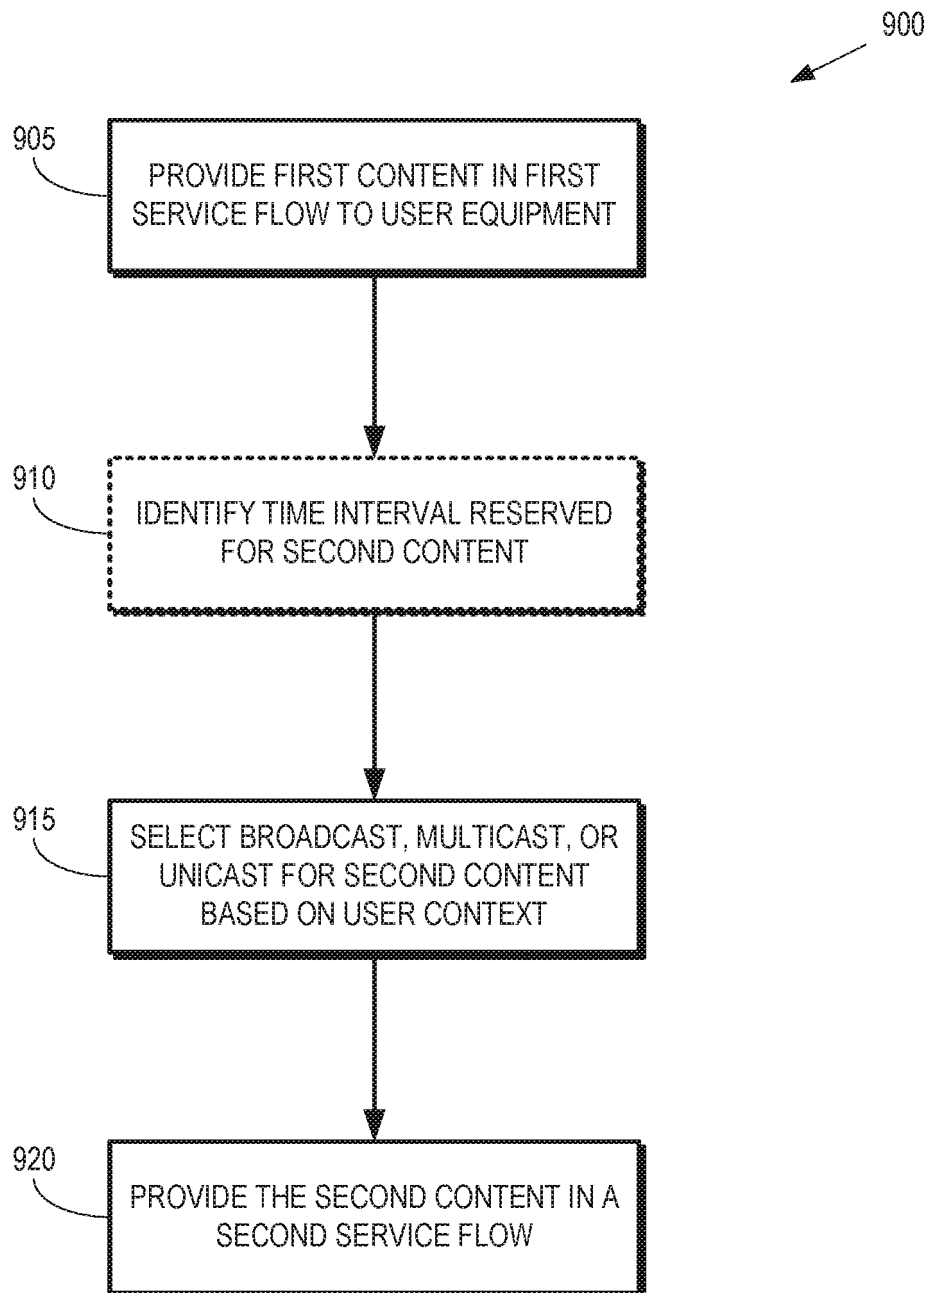 900
905
PROVIDE FIRST CONTENT IN FIRST
SERVICE FLOW TO USER EQUIPMENT
910
IDENTIFY TIME INTERVAL RESERVED
FOR SECOND CONTENT
915
SELECT BROADCAST, MULTICAST, OR
UNICAST FOR SECOND CONTENT
BASED ON USER CONTEXT
920
PROVIDE THE SECOND CONTENT IN A
SECOND SERVICE FLOW